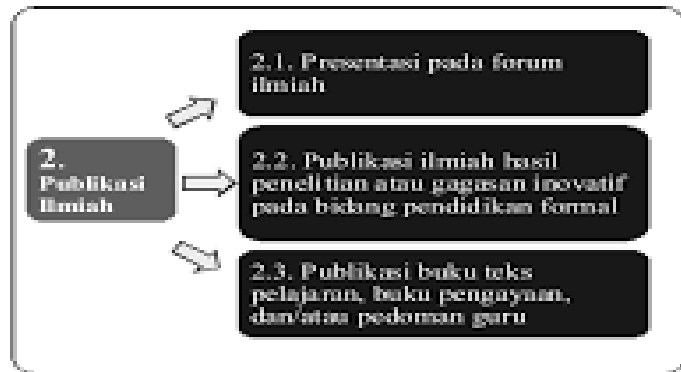 2.
Publikasi
Ilmiah
2.1. Presentasi pada forum
ilmiah
2.2. Publikasi ilmiah hasil
penelitian atau gagasan inovatif
pada bidang pendidikan formal
2.3. Publikasi buku teks
pelajaran, buku pengayaan,
dan/atau pedoman guru